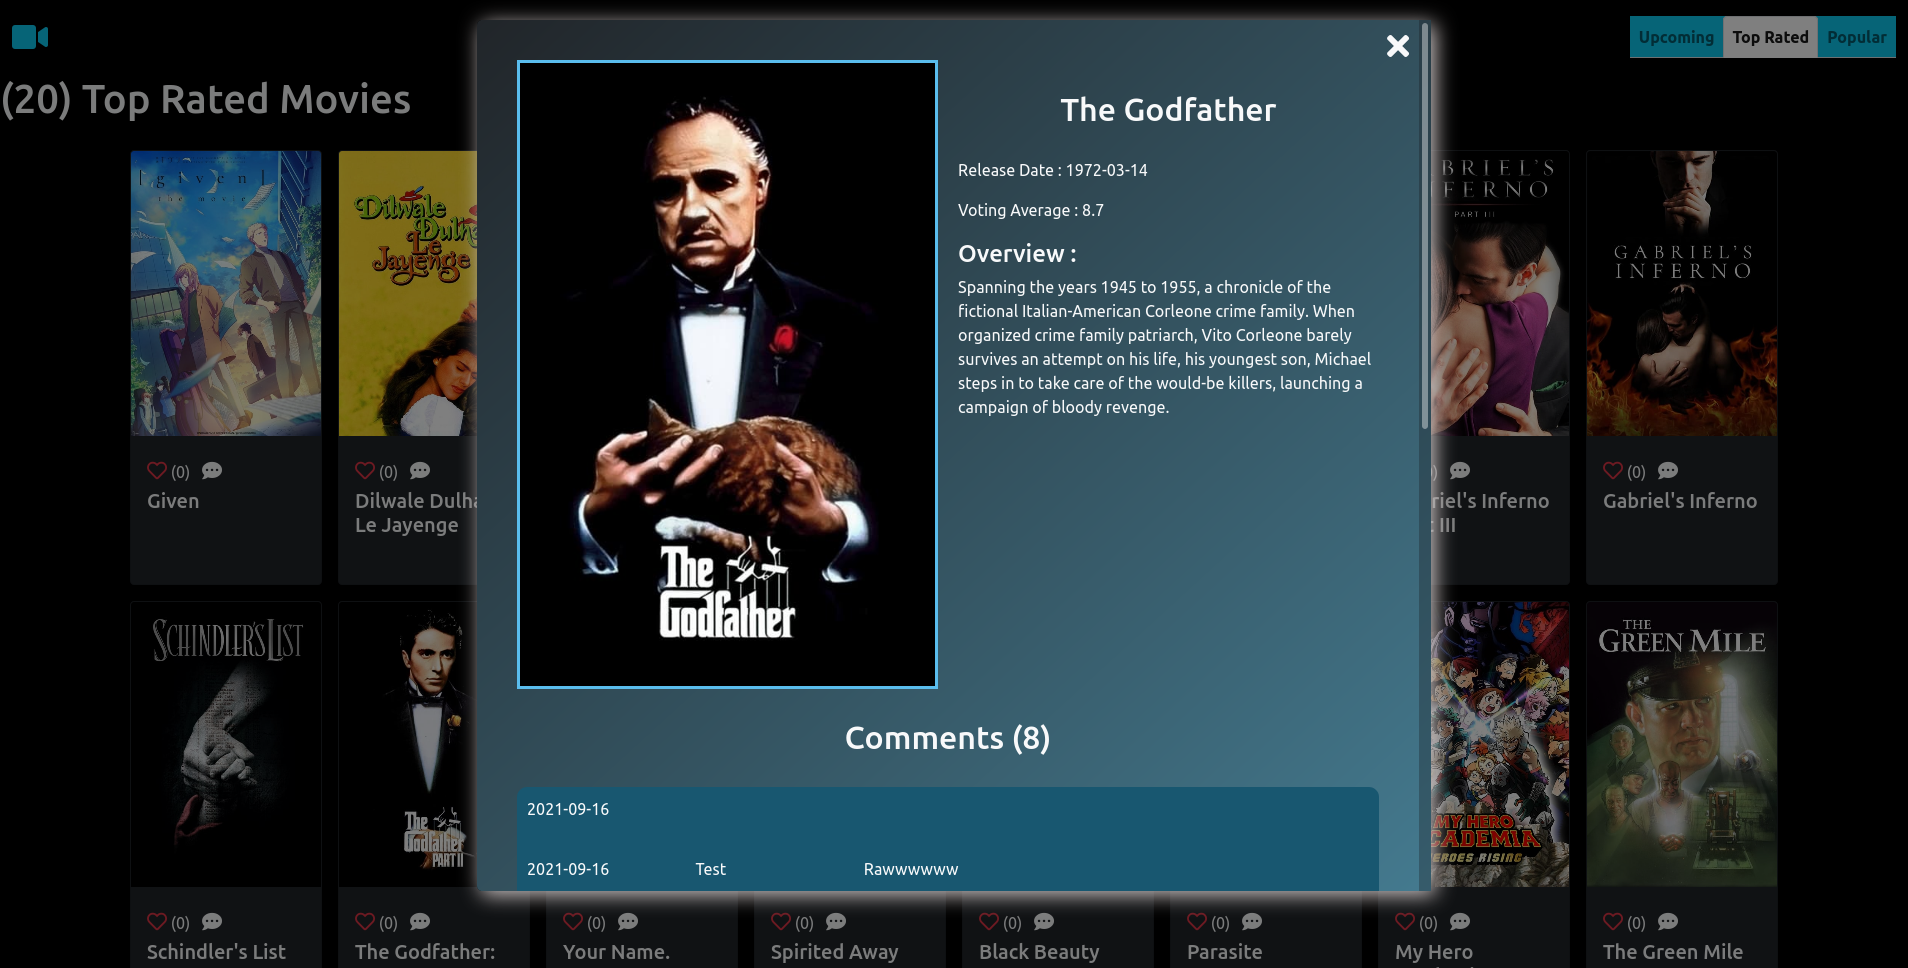 Upcoming Top Rated Popular
(20) Top Rated Movies
The Godfather
Release Date : 1972-03-14
Voting Average : 8.7
Overview :
Spanning the years 1945 to 1955, a chronicle of the
fictional Italian-American Corleone crime family. When
organized crime family patriarch, Vito Corleone barely
survives an attempt on his life, his youngest son, Michael
steps in to take care of the would-be killers, launching a
campaign of bloody revenge.
The
Godfather
Comments (8)
2021-09-16
2021-09-16 Test Rawwwwww
[given]
the movie
Dilwale
Dulha
Le
Jayenge
BRIEL'S
FERNO
PART III
GABRIEL'S
INFERNO
(0)
Given
(0)
Dilwale Dulha
Le Jayenge
riel's Inferno
III
(0)
Gabriel's Inferno
SCHINDLER'S LIST
The
Godfather
PART II
MY HERO
CADEMIA
EROES RISING
THE
GREEN MILE
(0)
Schindler's List
(0)
The Godfather:
(0)
Your Name.
(0)
Spirited Away
(0)
Black Beauty
(0)
Parasite
(0)
My Hero
(0)
The Green Mile